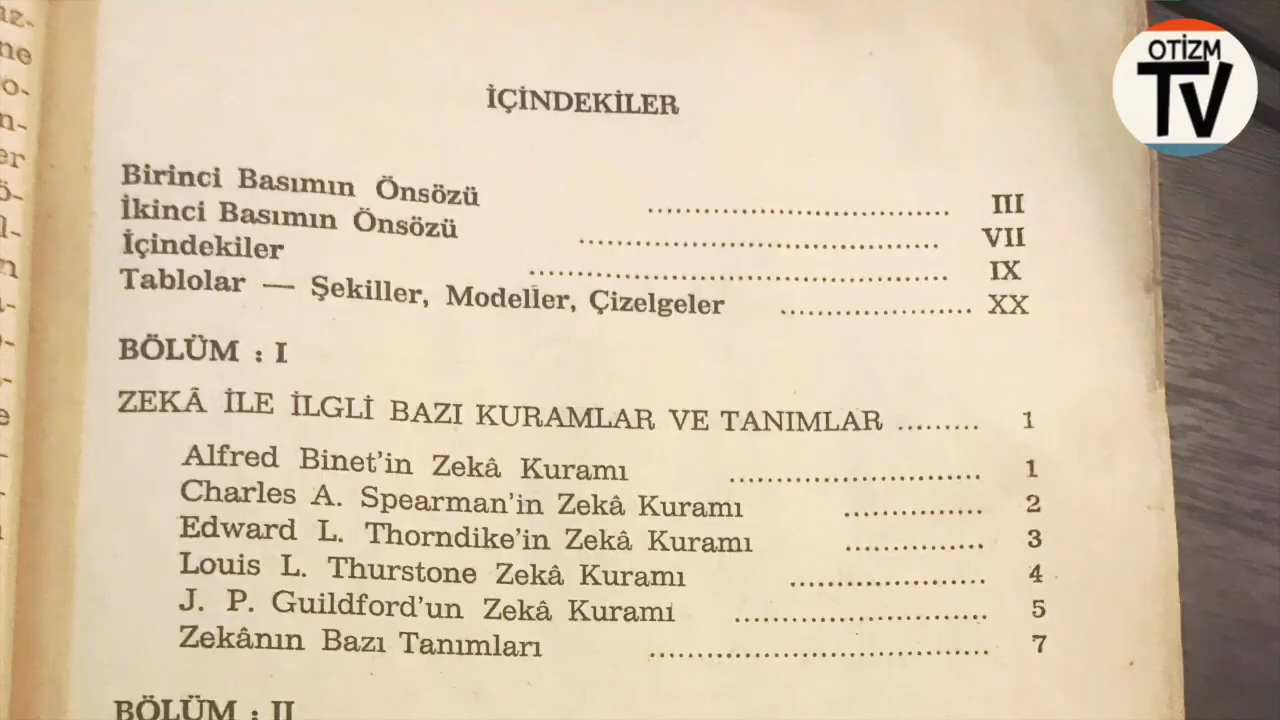 OTİZM
TV
İÇİNDEKİLER
Birinci Basımın Önsözü ........................................ III
İkinci Basımın Önsözü ........................................ VII
İçindekiler ........................................ IX
Tablolar — Şekiller, Modeller, Çizelgeler ..................... XX
BÖLÜM : I
ZEKÂ İLE İLGLİ BAZI KURAMLAR VE TANIMLAR ......... 1
Alfred Binet'in Zekâ Kuramı ............................ 1
Charles A. Spearman'in Zekâ Kuramı ............... 2
Edward L. Thorndike'in Zekâ Kuramı ............... 3
Louis L. Thurstone Zekâ Kuramı ..................... 4
J. P. Guildford'un Zekâ Kuramı ............................ 5
Zekânın Bazı Tanımları ..................................... 7
BÖLÜM : II